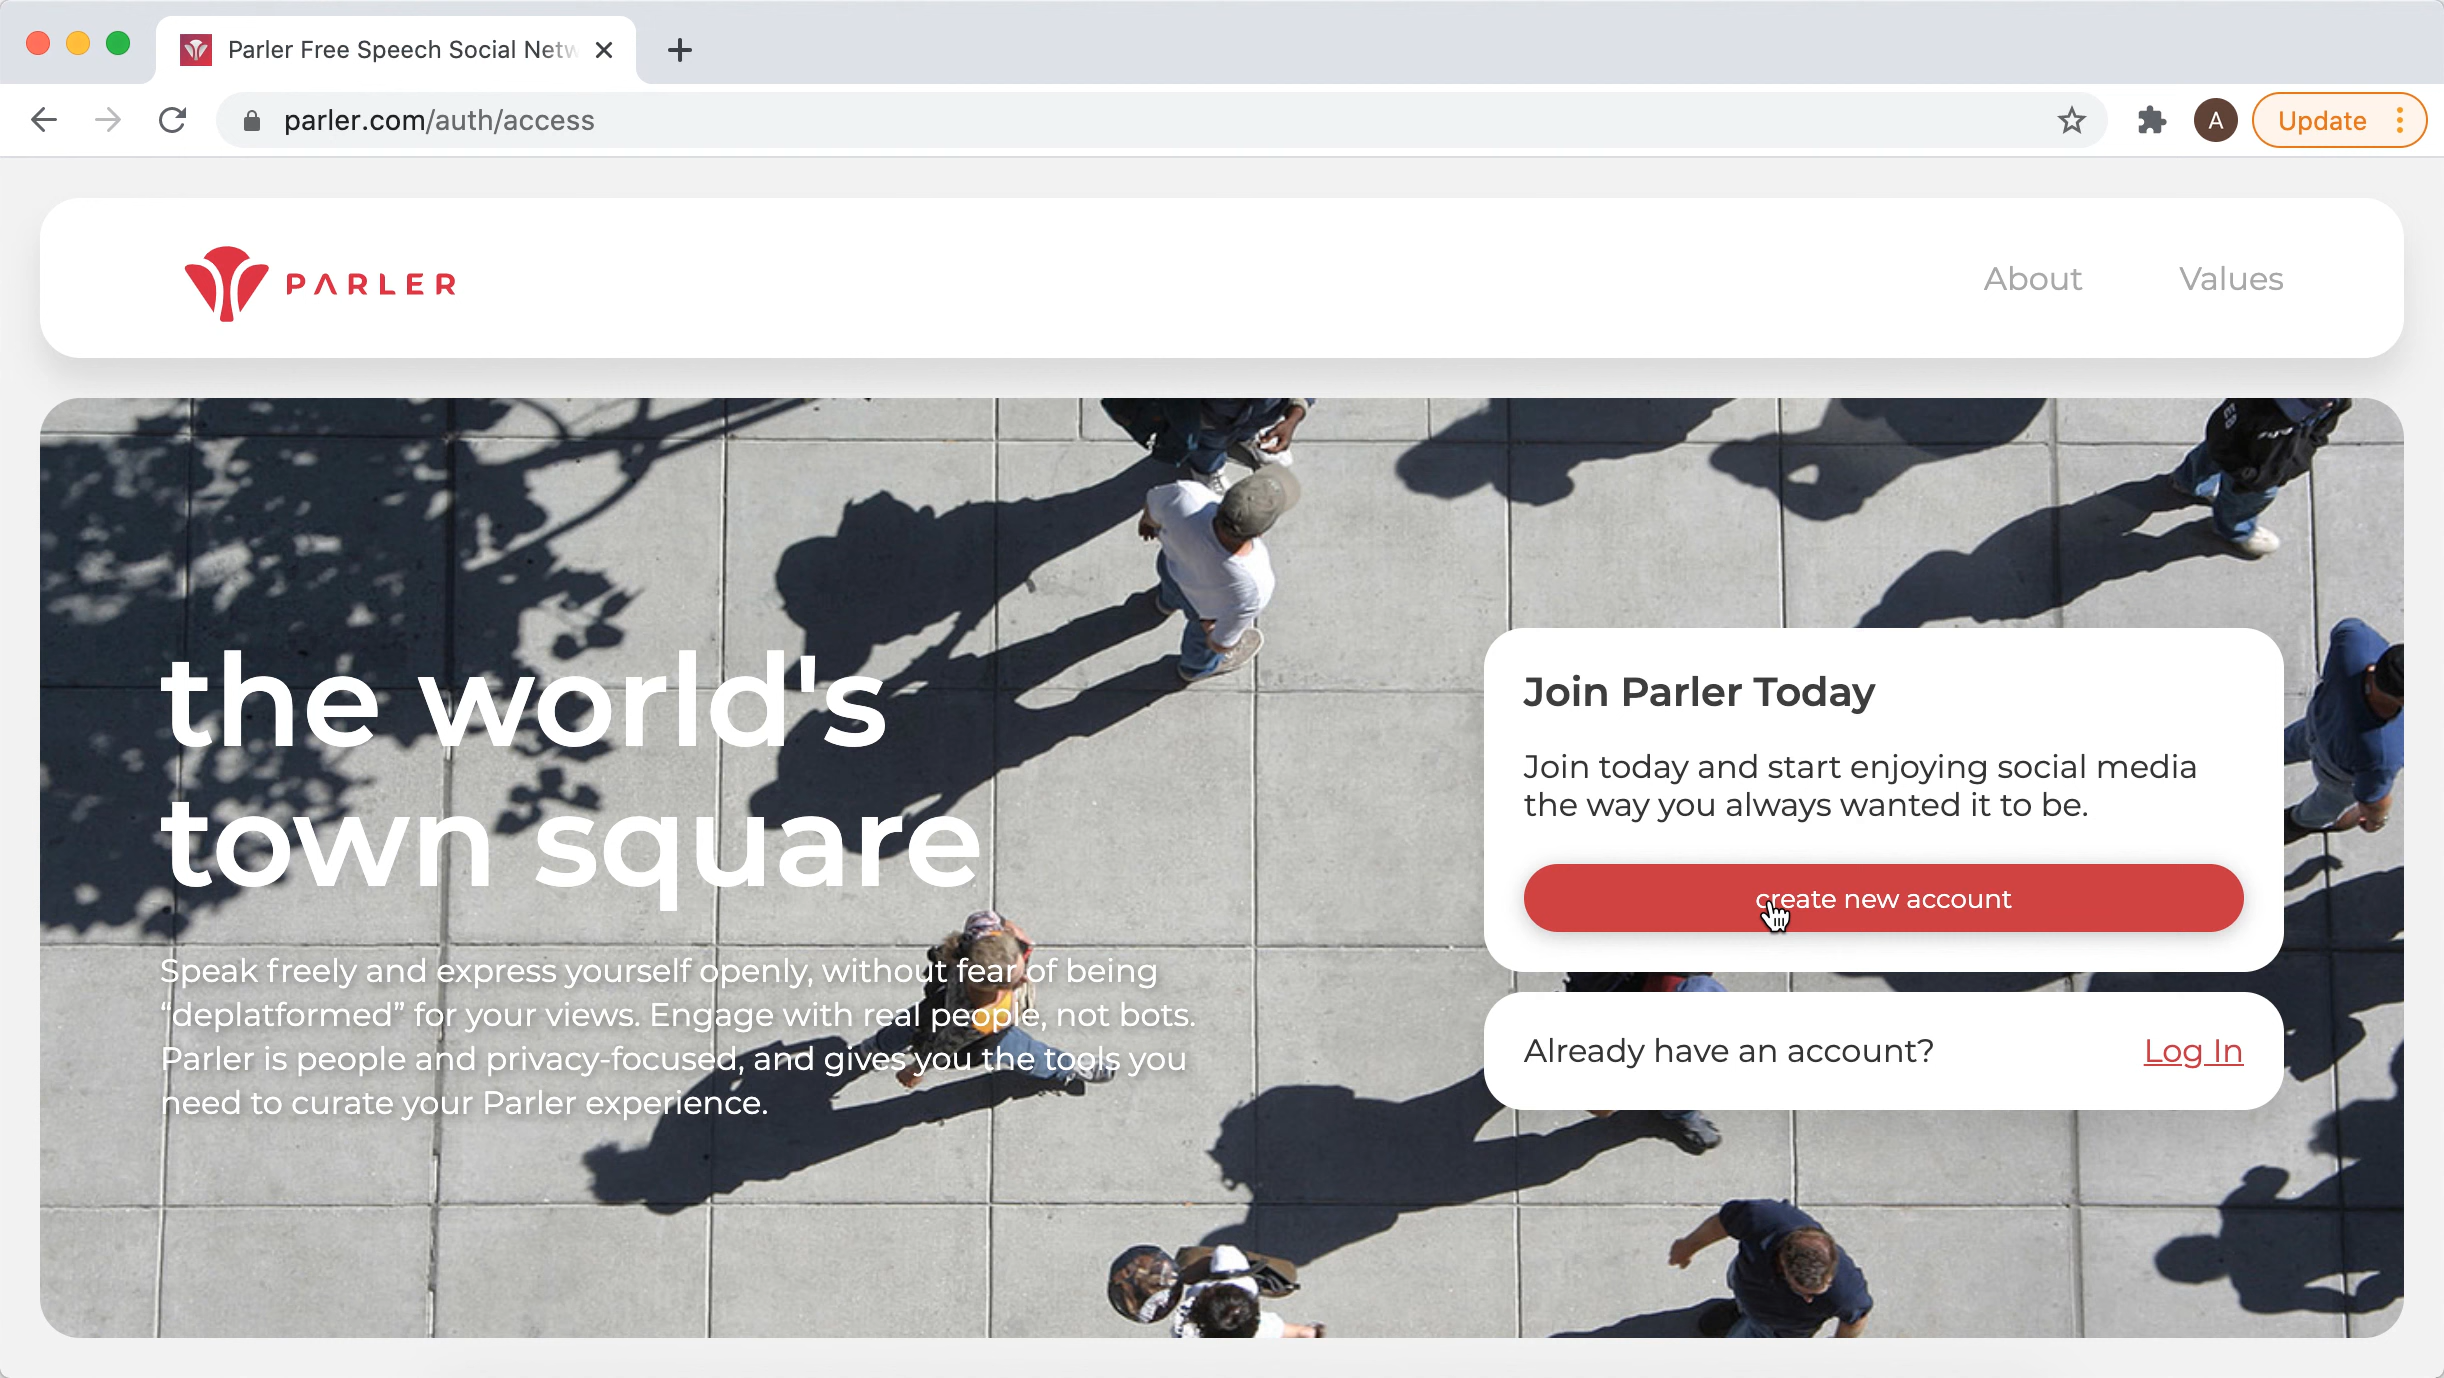 Parler Free Speech Social Netw
parler.com/auth/access
A
Update
PARLER
About
Values
the world's
town square
Speak freely and express yourself openly, without fear of being
“deplatformed” for your views. Engage with real people, not bots.
Parler is people and privacy-focused, and gives you the tools you
need to curate your Parler experience.
Join Parler Today
Join today and start enjoying social media
the way you always wanted it to be.
create new account
Already have an account?
Log In